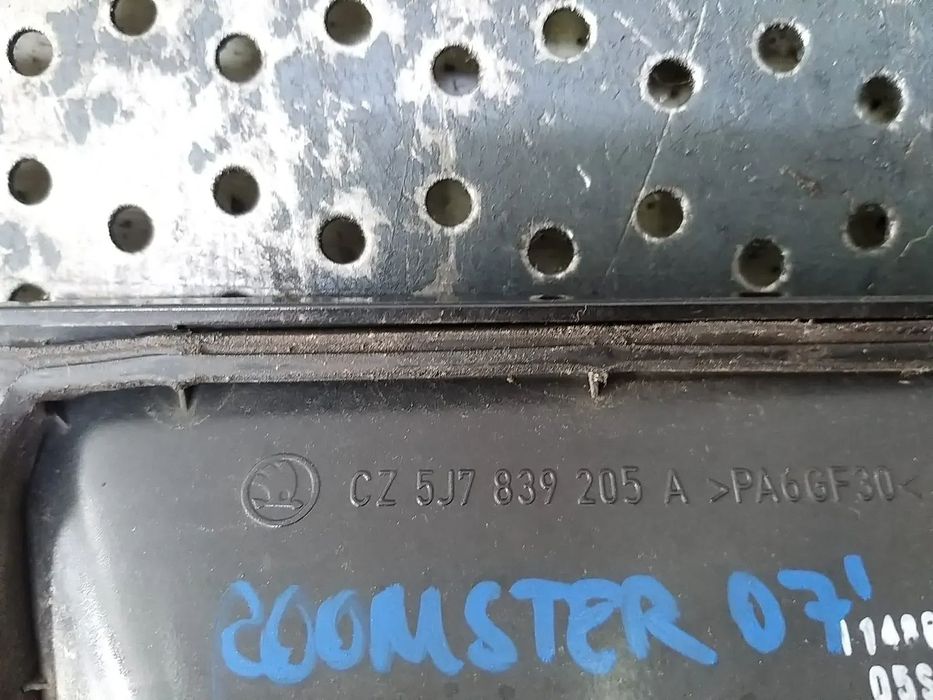 CZ 5J7 839 205 A >PA6GF30<
ROOMSTER 07'